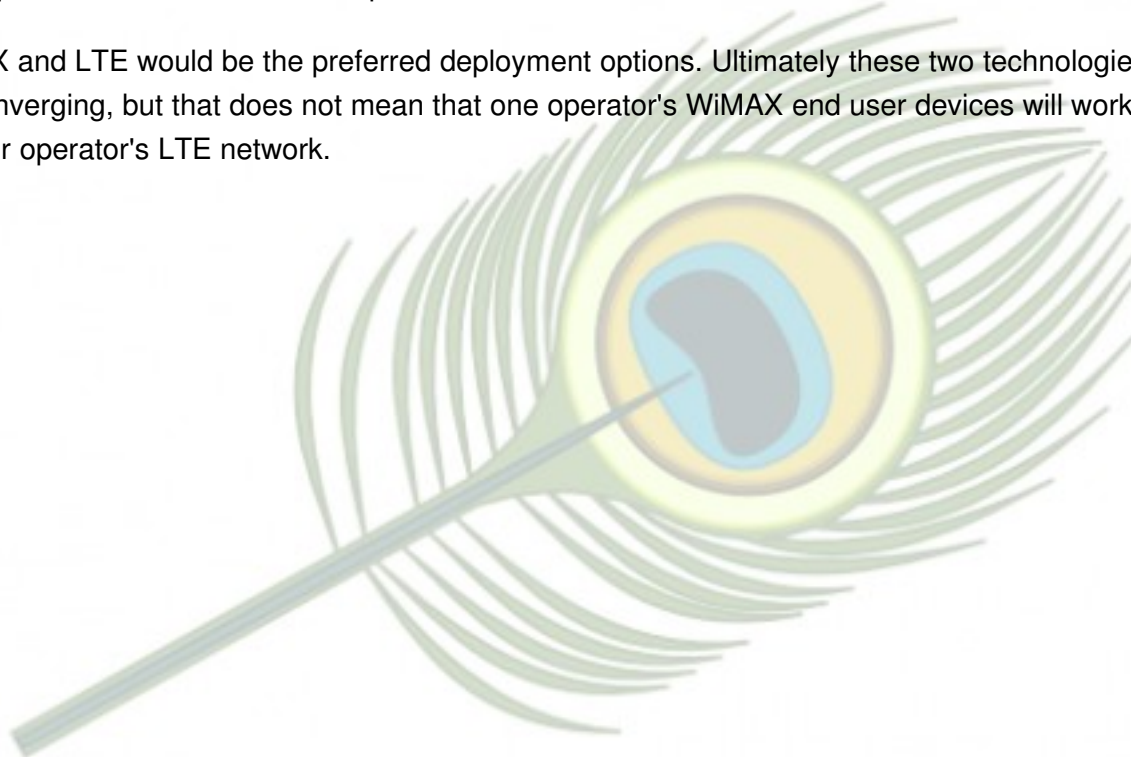 X and LTE would be the preferred deployment options. Ultimately these two technologie
nverging, but that does not mean that one operator's WiMAX end user devices will work
r operator's LTE network.